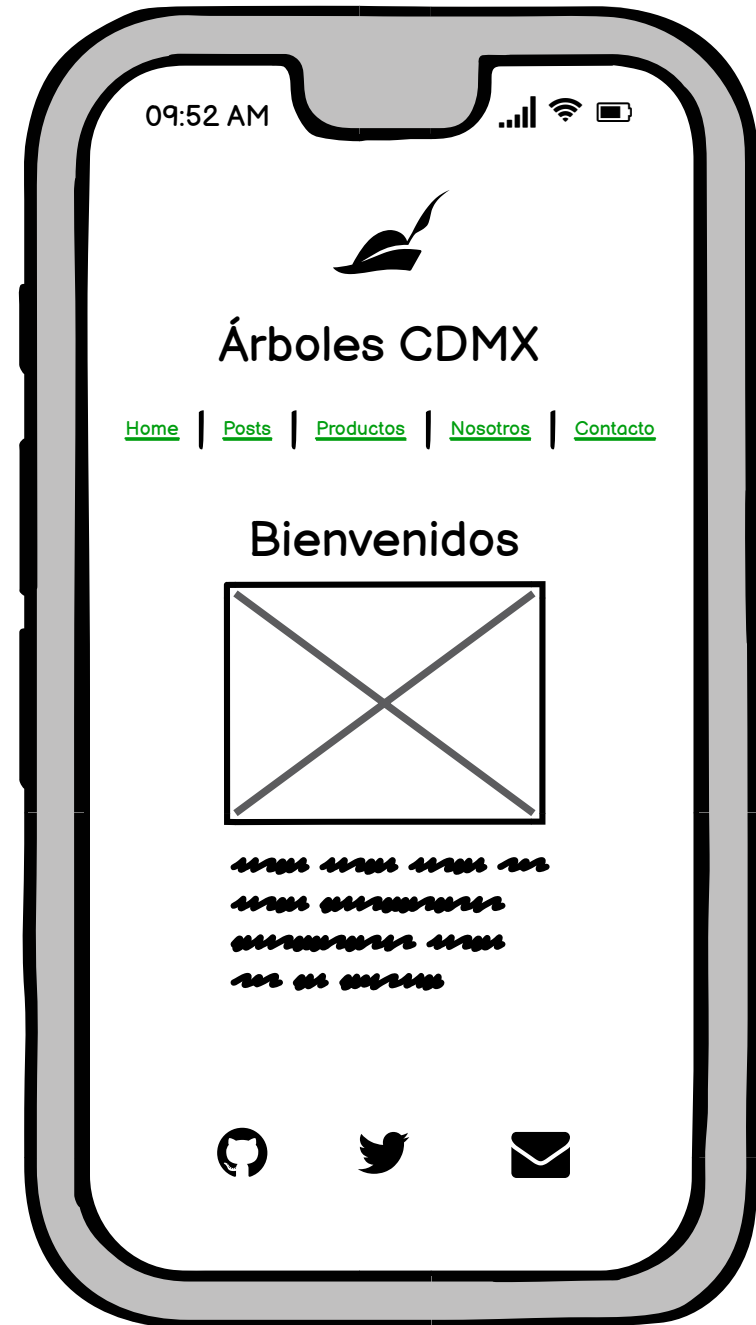 09:52 AM
Árboles CDMX
Home | Posts | Productos | Nosotros | Contacto
Bienvenidos